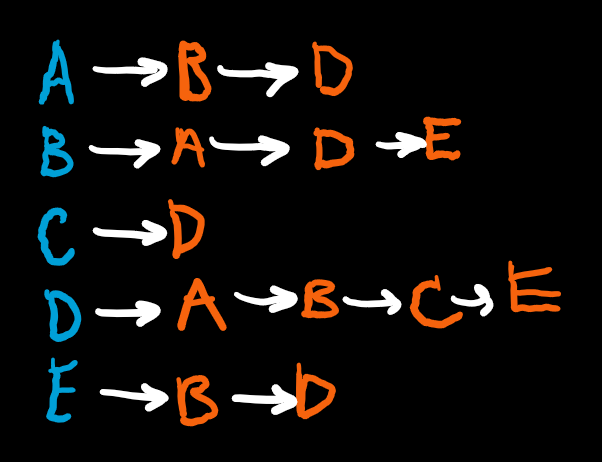 A → B → D
B → A → D → E
C → D
D → A → B → C → E
E → B → D